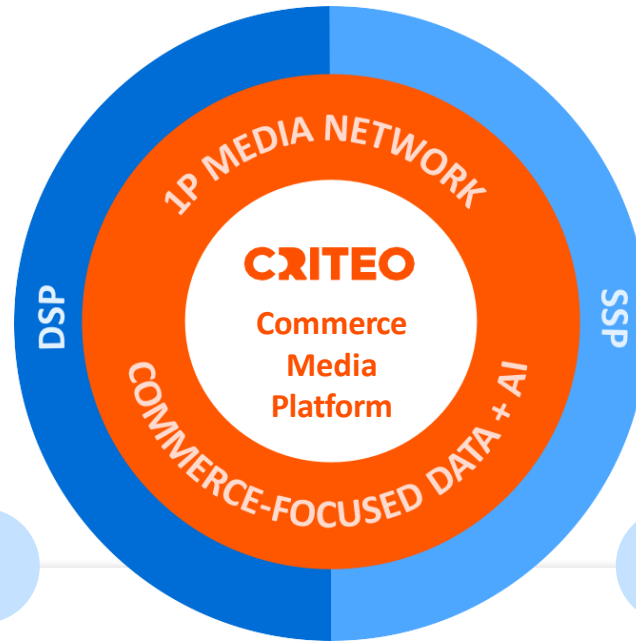 1P MEDIA NETWORK
CRITEO
Commerce
Media
Platform
DSP
SSP
COMMERCE-FOCUSED DATA + AI